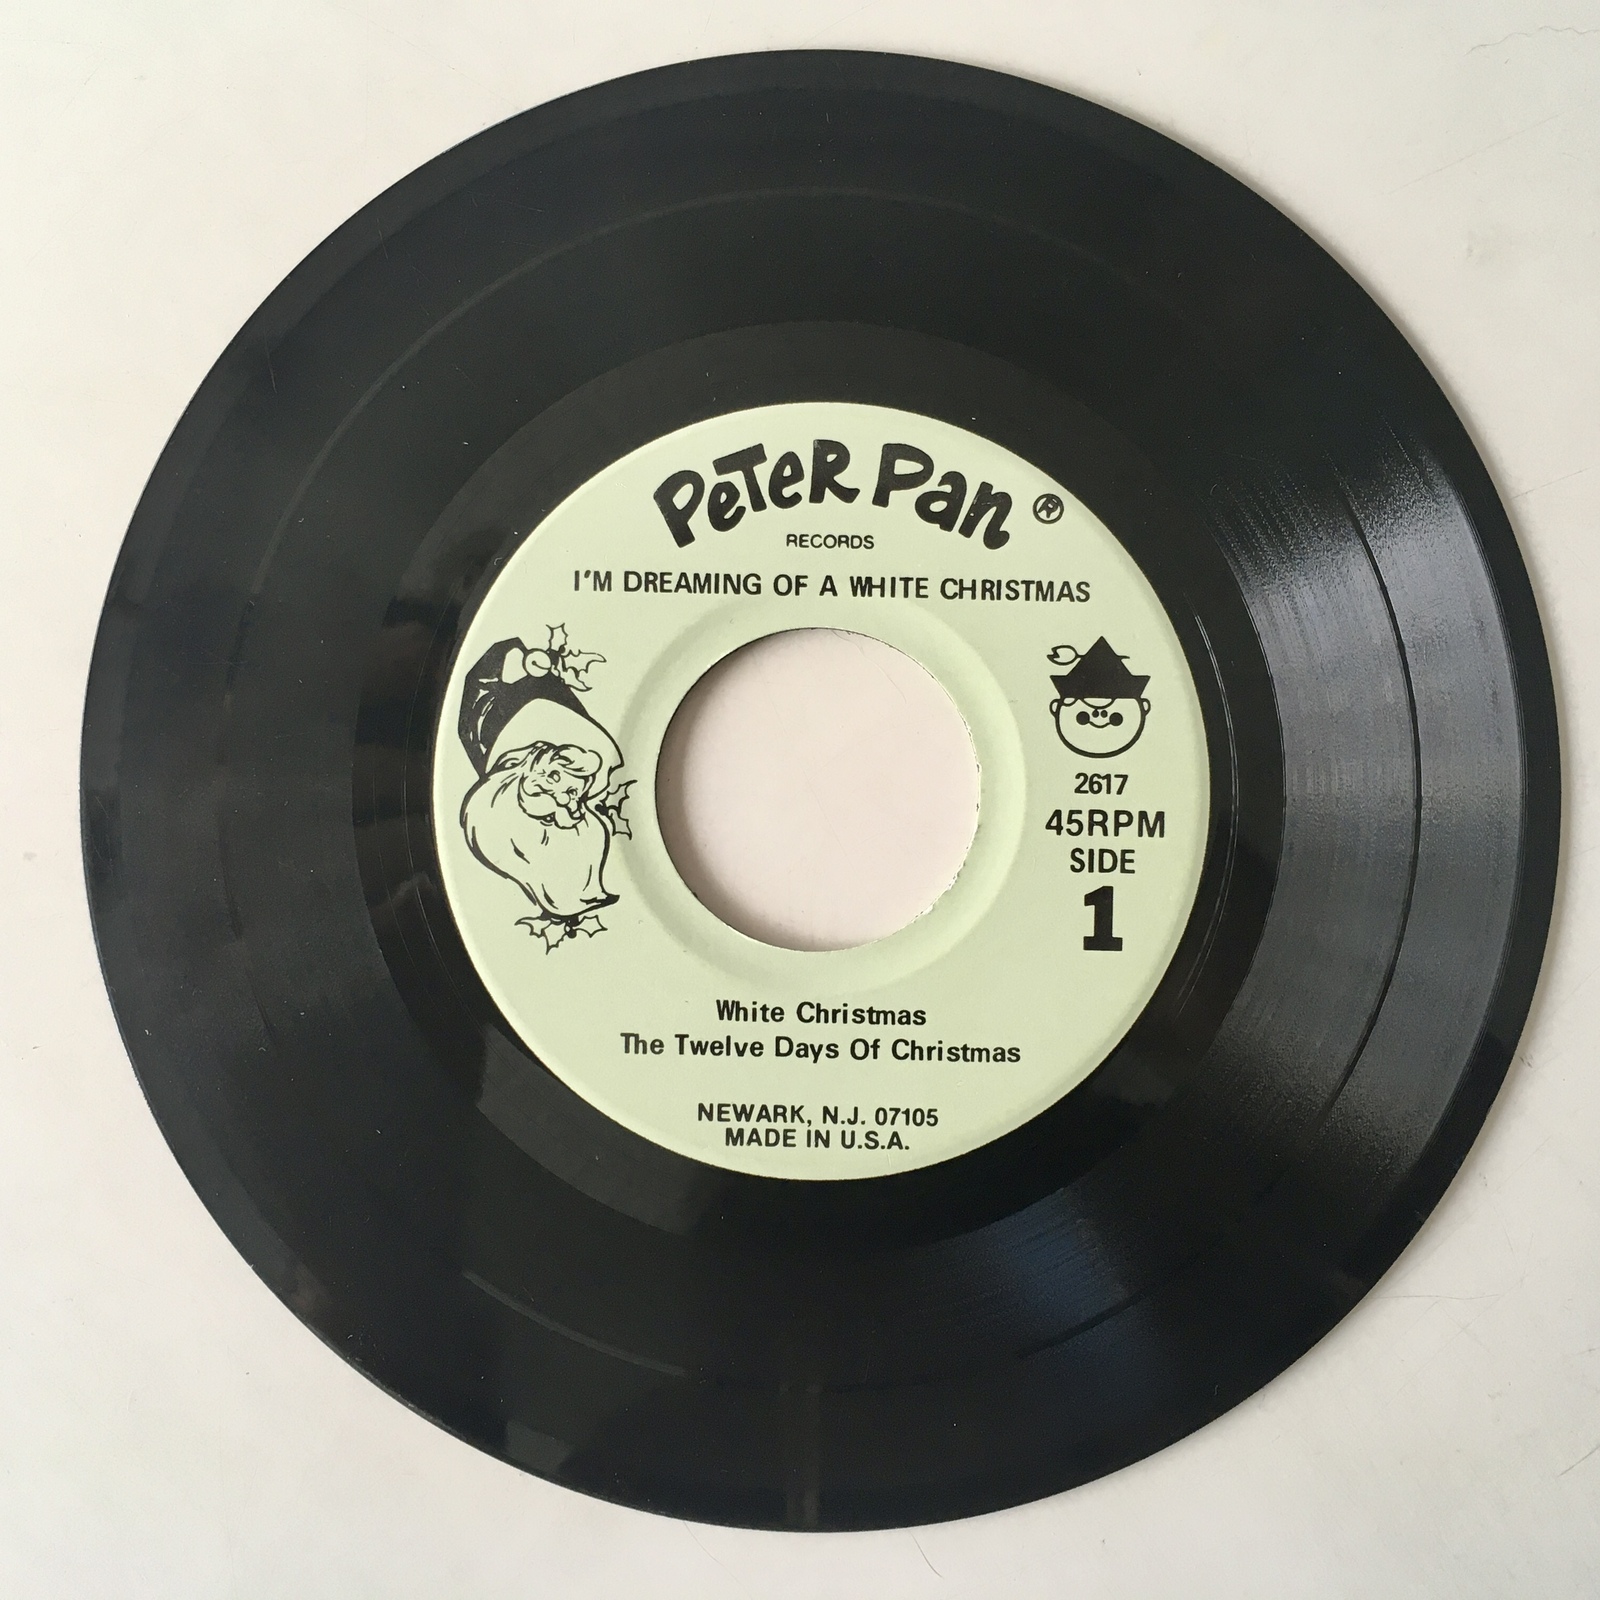 PeTeR Pan ®
RECORDS
I'M DREAMING OF A WHITE CHRISTMAS
2617
45RPM
SIDE
1
White Christmas
The Twelve Days Of Christmas
NEWARK, N.J. 07105
MADE IN U.S.A.